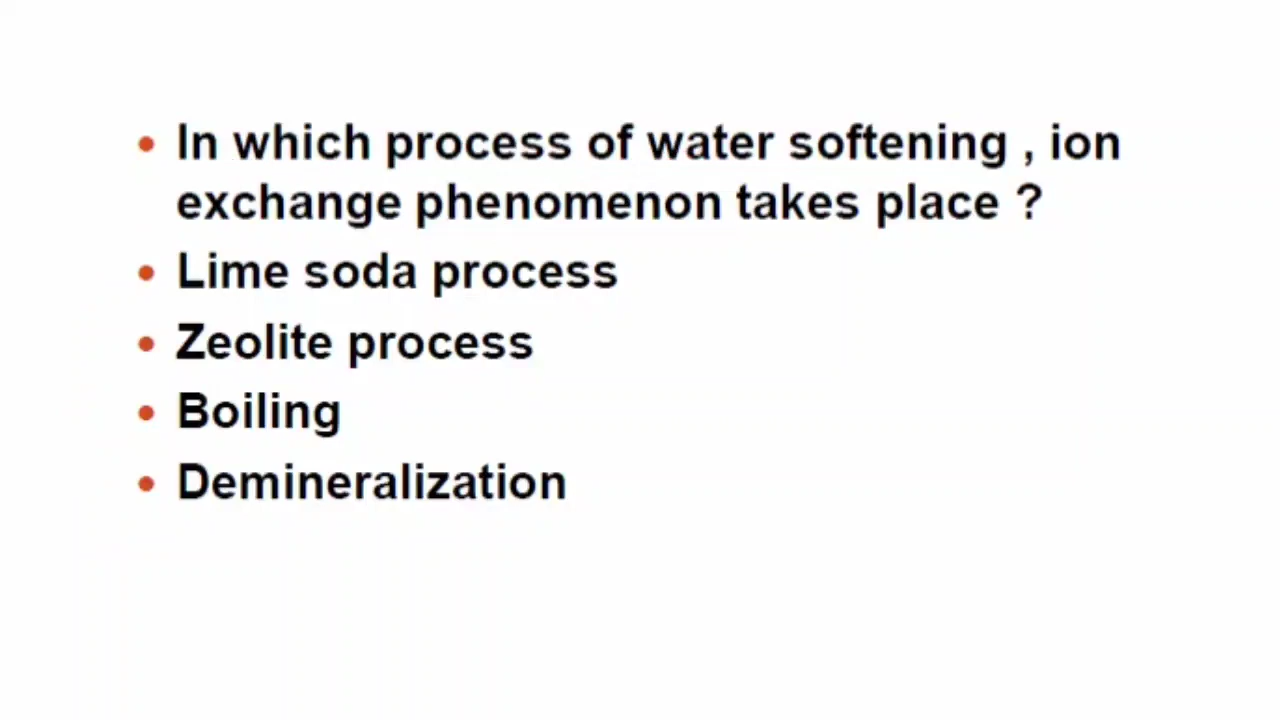 • In which process of water softening , ion
exchange phenomenon takes place ?
• Lime soda process
• Zeolite process
• Boiling
• Demineralization